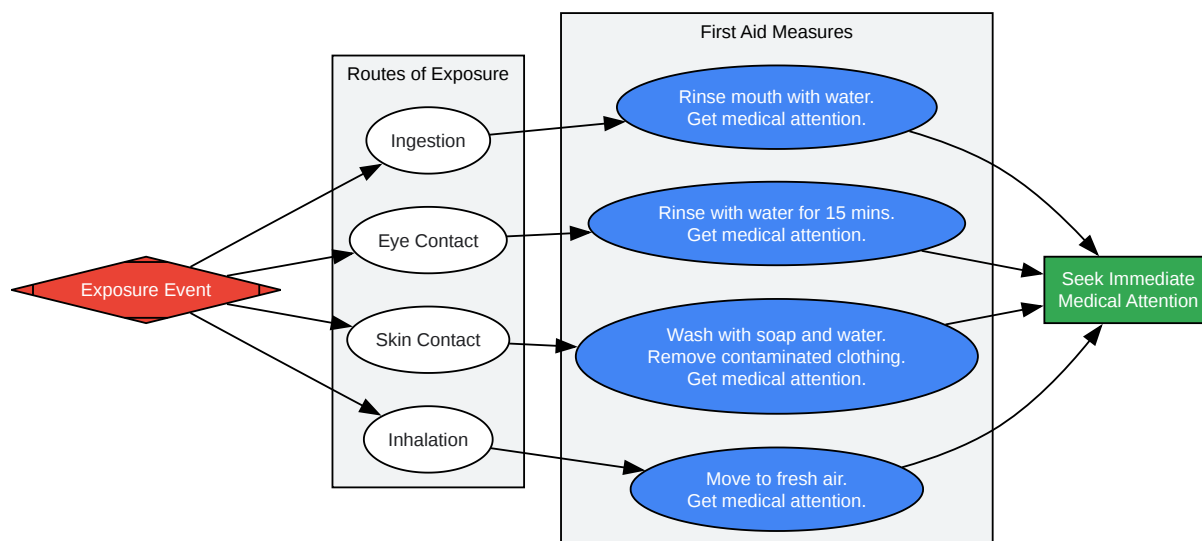 First Aid Measures
Routes of Exposure
Rinse mouth with water.
Get medical attention.
Ingestion
Rinse with water for 15 mins.
Get medical attention.
Eye Contact
Exposure Event
Seek Immediate
Medical Attention
Skin Contact
Wash with soap and water.
Remove contaminated clothing.
Get medical attention.
Inhalation
Move to fresh air.
Get medical attention.